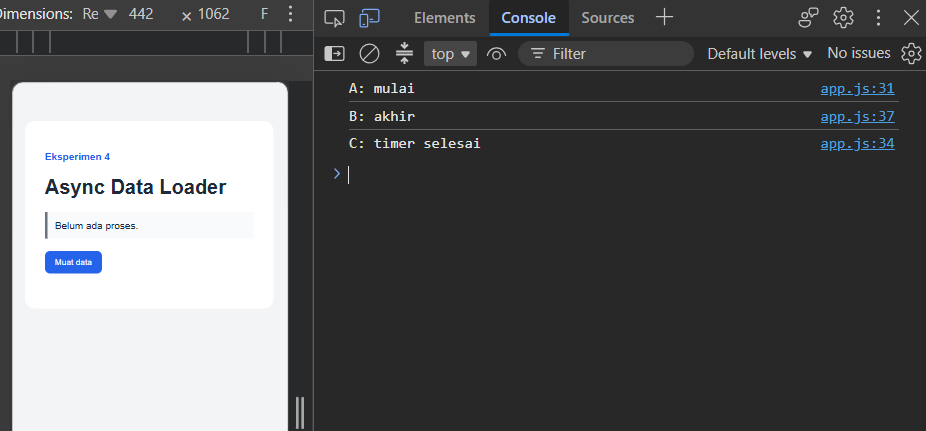 Dimensions: Re 442 × 1062 F
Eksperimen 4
Async Data Loader
Belum ada proses.
Muat data
Elements Console Sources
top Filter Default levels No issues
A: mulai app.js:31
B: akhir app.js:37
C: timer selesai app.js:34